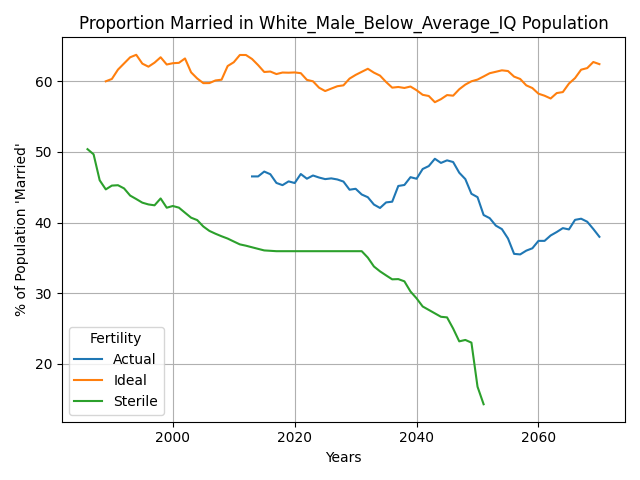 Proportion Married in White_Male_Below_Average_IQ Population
% of Population 'Married'
60
50
40
30
20
Fertility
Actual
Ideal
Sterile
2000
2020
2040
2060
Years